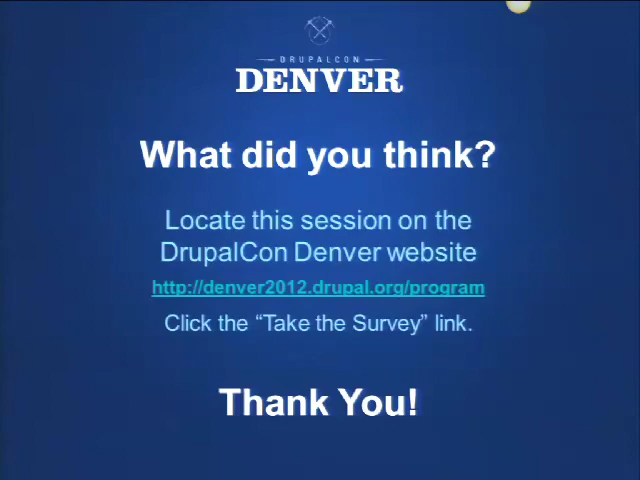 DRUPALCON
DENVER
What did you think?
Locate this session on the
DrupalCon Denver website
http://denver2012.drupal.org/program
Click the “Take the Survey” link.
Thank You!